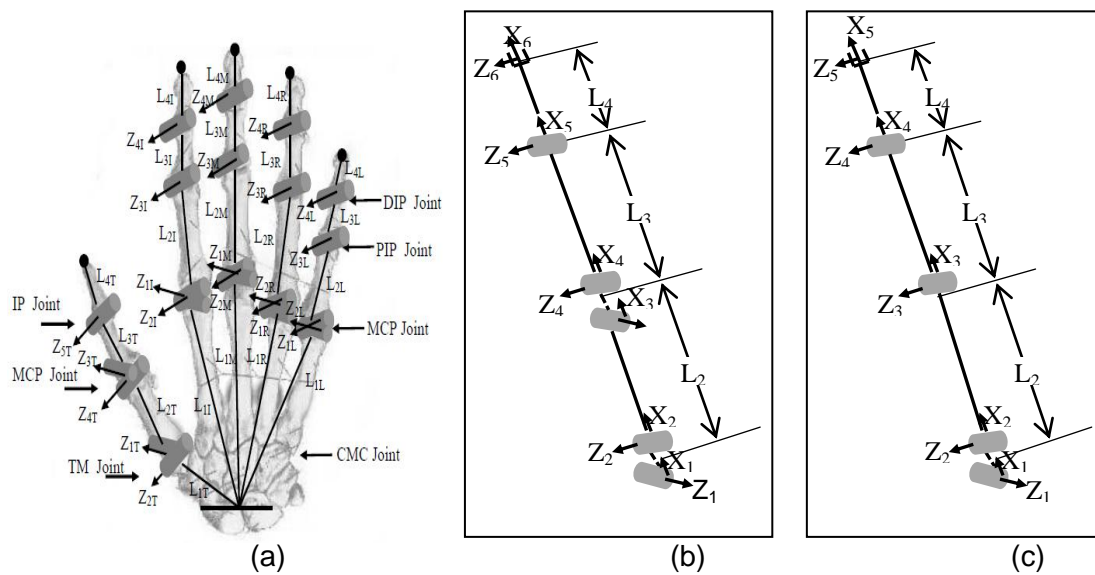 L4M
Z4M
L4I
L4R
Z4I
L3M
Z4R
L4L
L3I
Z3M
L3R
Z3I
Z3R
Z4L
DIP Joint
L3L
L2M
L2I
L2R
Z3L
PIP Joint
Z1M
L2L
L4T
Z1I
Z2M
Z2R
Z2L
IP Joint
Z2I
Z1R
Z1L
MCP Joint
L3T
Z5T
Z3T
L1M
L1R
L1L
MCP Joint
Z4T
L2T
L1I
Z1T
CMC Joint
TM Joint
Z2T
L1T
(a)
X6
Z6
L4
X5
Z5
L3
X4
Z4
X3
L2
X2
Z2
X1
Z1
(b)
X5
Z5
L4
X4
Z4
L3
X3
Z3
L2
X2
Z2
X1
Z1
(c)